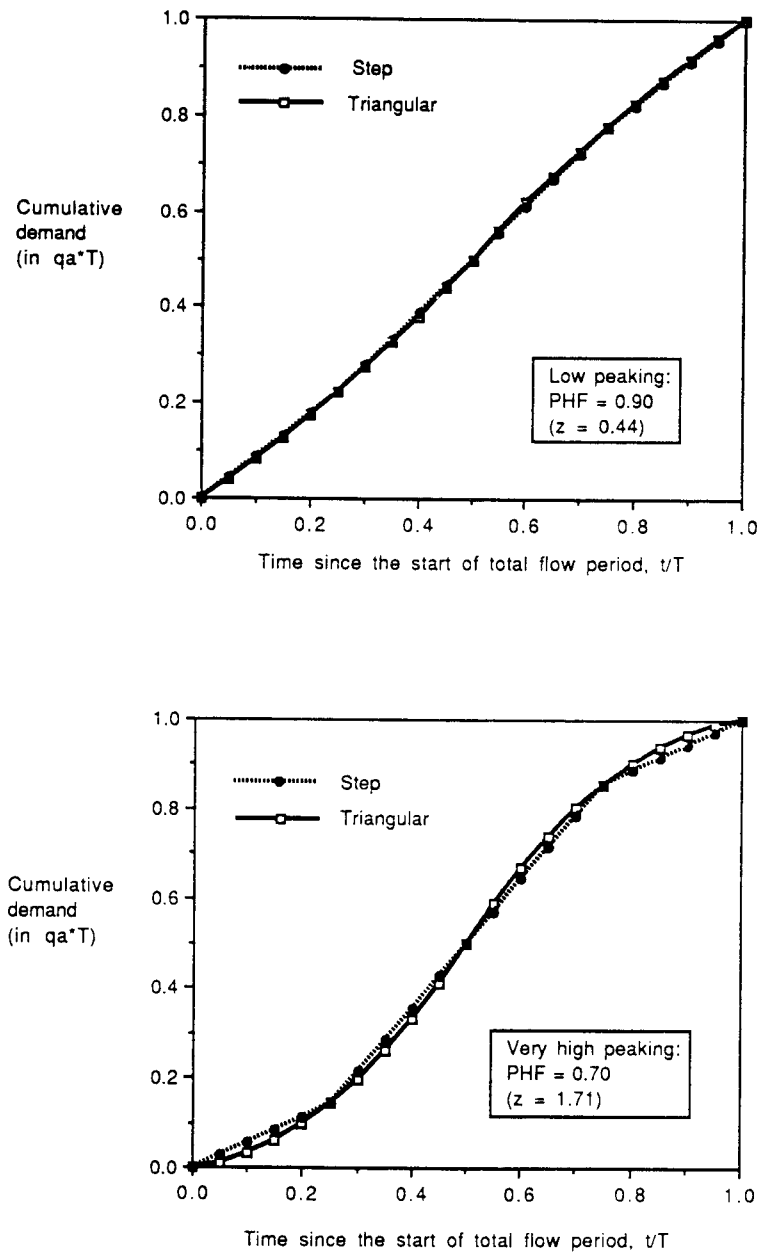 1.0
Step
Triangular
0.8
Cumulative
demand
(in qa*T)
0.6
0.4
Low peaking:
PHF = 0.90
(z = 0.44)
0.2
0.0
0.0 0.2 0.4 0.6 0.8 1.0
Time since the start of total flow period, t/T
1.0
Step
Triangular
0.8
Cumulative
demand
(in qa*T)
0.6
0.4
Very high peaking:
PHF = 0.70
(z = 1.71)
0.2
0.0
0.0 0.2 0.4 0.6 0.8 1.0
Time since the start of total flow period, t/T